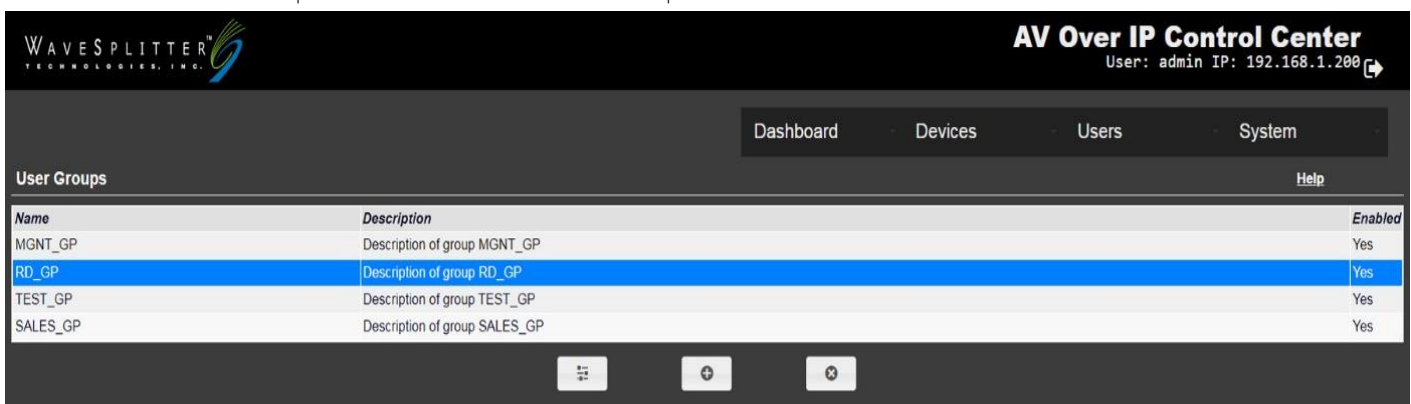 WAVESPLITTER™
TECHNOLOGIES, INC.
AV Over IP Control Center
User: admin IP: 192.168.1.200
Dashboard Devices Users System
User Groups Help
Name Description Enabled
MGNT_GP Description of group MGNT_GP Yes
RD_GP Description of group RD_GP Yes
TEST_GP Description of group TEST_GP Yes
SALES_GP Description of group SALES_GP Yes